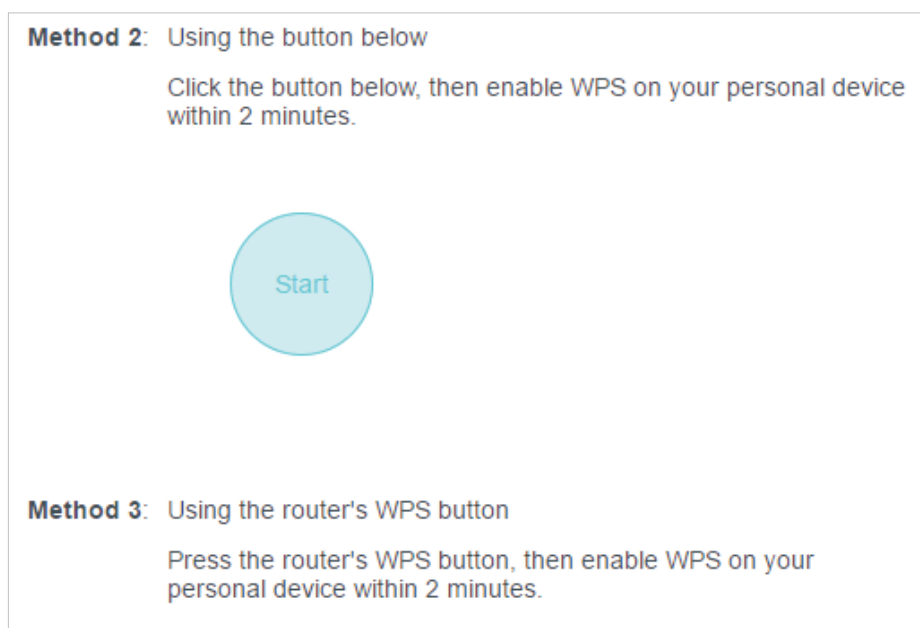 Method 2: Using the button below
Click the button below, then enable WPS on your personal device
within 2 minutes.
Start
Method 3: Using the router's WPS button
Press the router's WPS button, then enable WPS on your
personal device within 2 minutes.